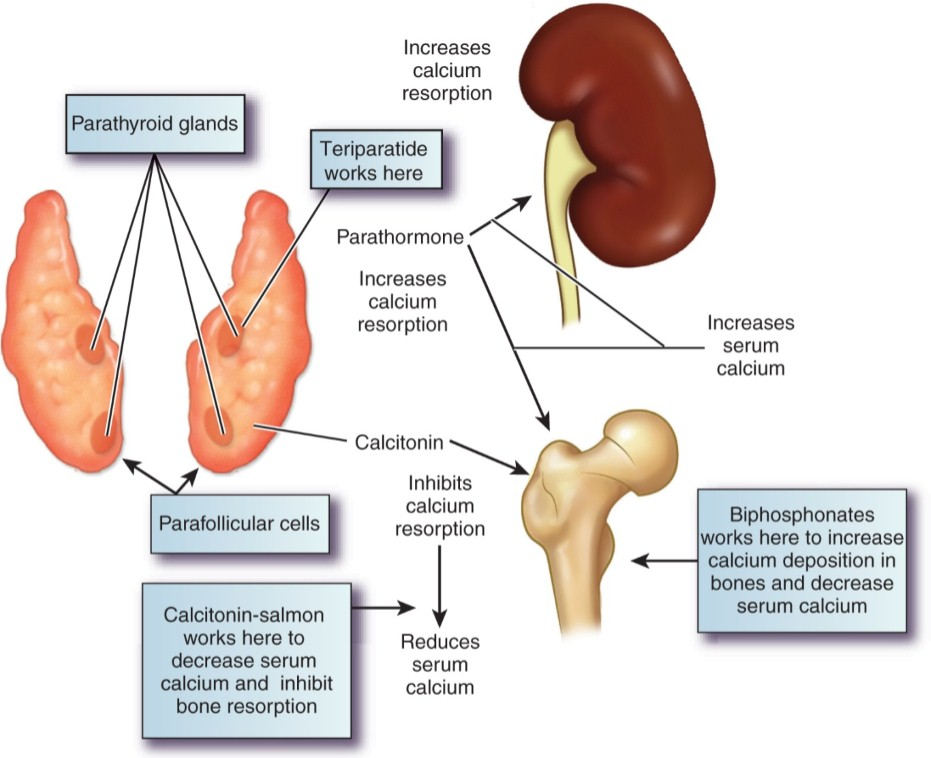 Increases
calcium
resorption
Parathyroid glands
Teriparatide
works here
Parathormone
Increases
calcium
resorption
Increases
serum
calcium
Calcitonin
Inhibits
calcium
resorption
Parafollicular cells
Biphosphonates
works here to increase
calcium deposition in
bones and decrease
serum calcium
Calcitonin-salmon
works here to
decrease serum
calcium and inhibit
bone resorption
Reduces
serum
calcium